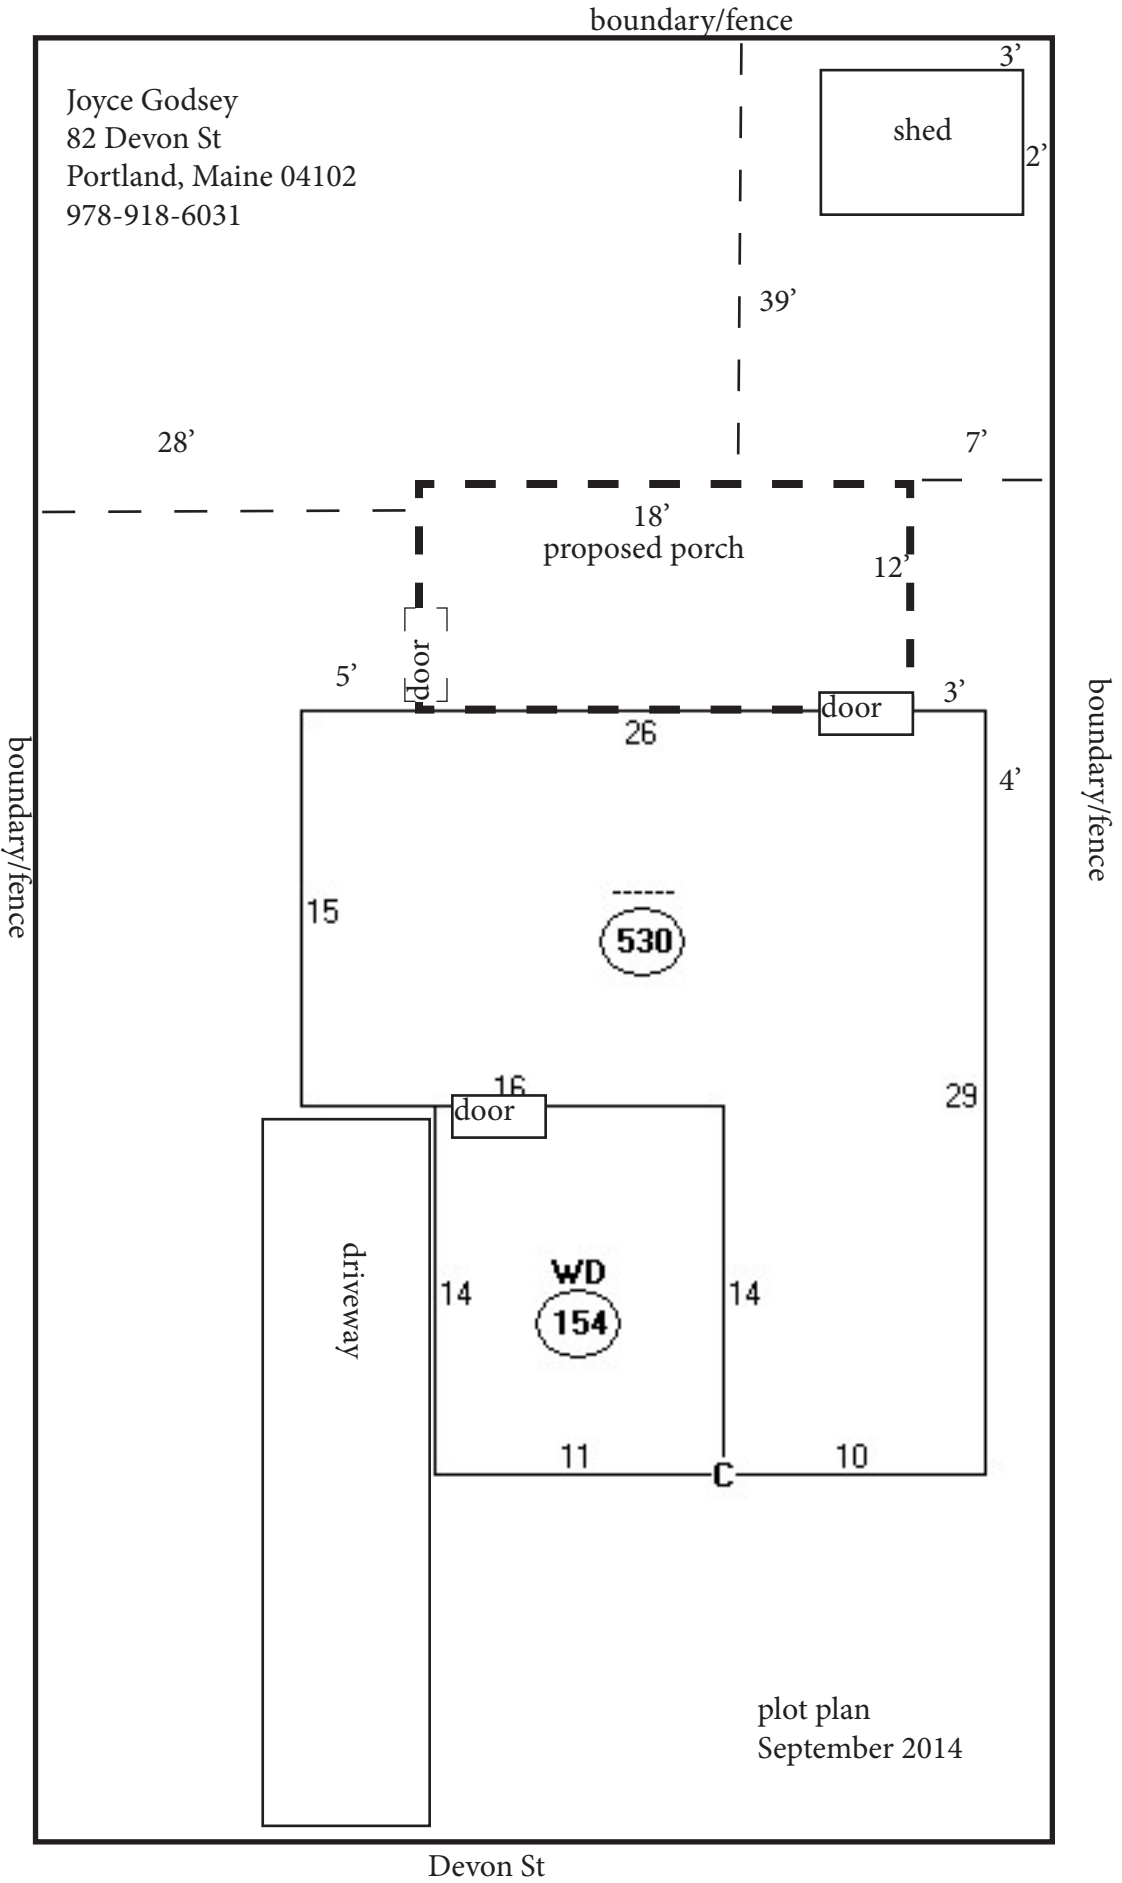 boundary/fence
3’
Joyce Godsey
82 Devon St
Portland, Maine 04102
978-918-6031
shed
2’
39’
28’
7’
18’
proposed porch
12’
door
5’
3’
door
26
4’
boundary/fence
boundary/fence
15
------
530
16
door
29
driveway
WD
154
14
14
11
10
C
plot plan
September 2014
Devon St